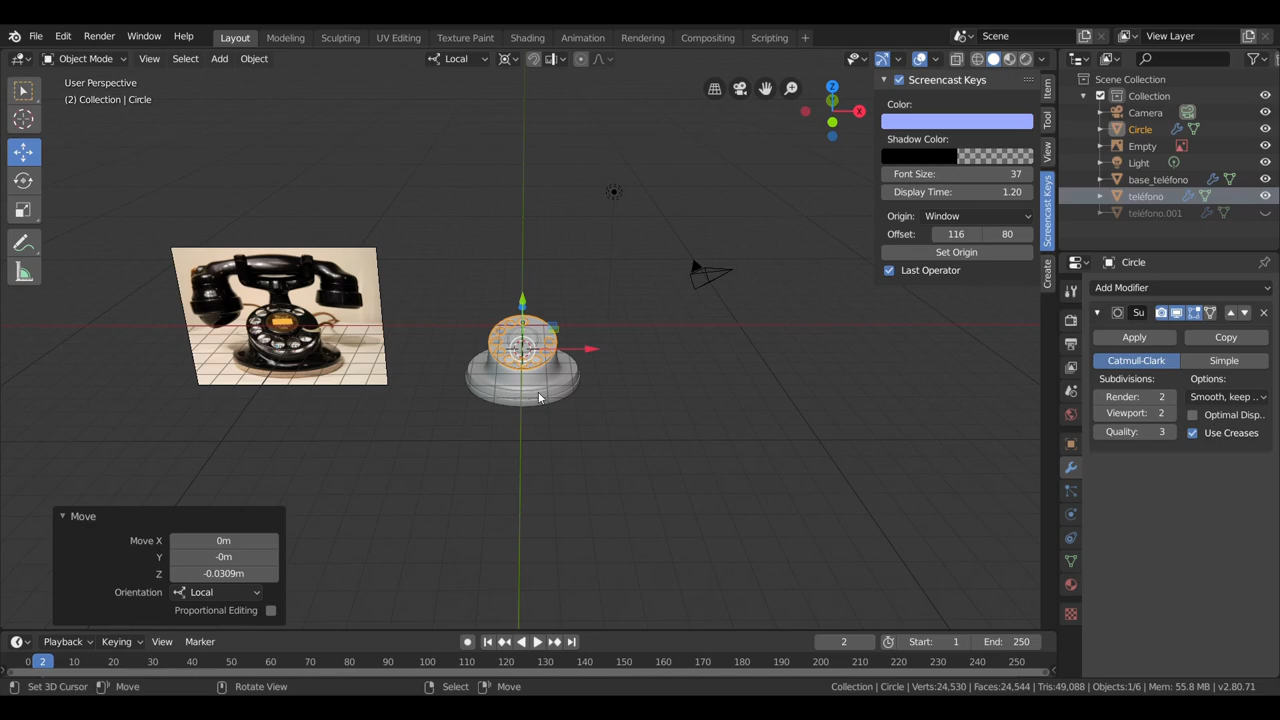 File Edit Render Window Help Layout Modeling Sculpting UV Editing Texture Paint Shading Animation Rendering Compositing Scripting + Scene View Layer
Object Mode View Select Add Object Local
User Perspective
(2) Collection | Circle
Z
X
Screencast Keys
Color:
Shadow Color:
Font Size: 37
Display Time: 1.20
Origin: Window
Offset: 116 80
Set Origin
Last Operator
Item
Tool
View
Screencast Keys
Create
Scene Collection
Collection
Camera
Circle
Empty
Light
base_teléfono
teléfono
teléfono.001
Circle
Add Modifier
Su
Apply Copy
Catmull-Clark Simple
Subdivisions: Options:
Render: 2 Smooth, keep ..
Viewport: 2 Optimal Disp..
Quality: 3 Use Creases
Move
Move X 0m
Y -0m
Z -0.0309m
Orientation Local
Proportional Editing
Playback Keying View Marker 2 Start: 1 End: 250
2 10 20 30 40 50 60 70 80 90 100 110 120 130 140 150 160 170 180 190 200 210 220 230 240 250
Set 3D Cursor Move Rotate View Select Move Collection | Circle | Verts:24,530 | Faces:24,544 | Tris:49,088 | Objects:1/6 | Mem: 55.8 MB | v2.80.71